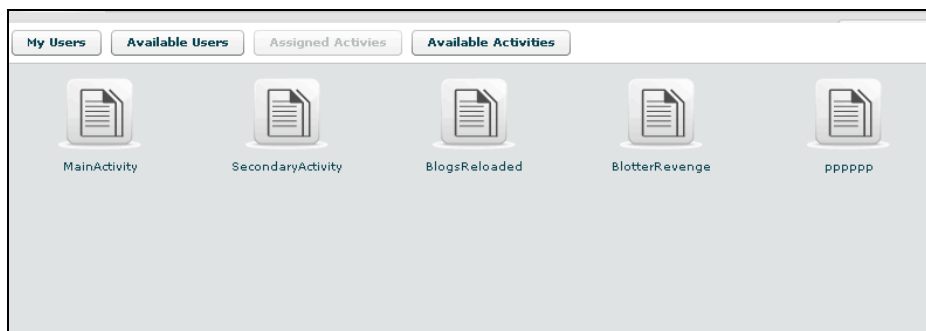 My Users Available Users Assigned Activies Available Activities
MainActivity SecondaryActivity BlogsReloaded BlotterRevenge pppppp